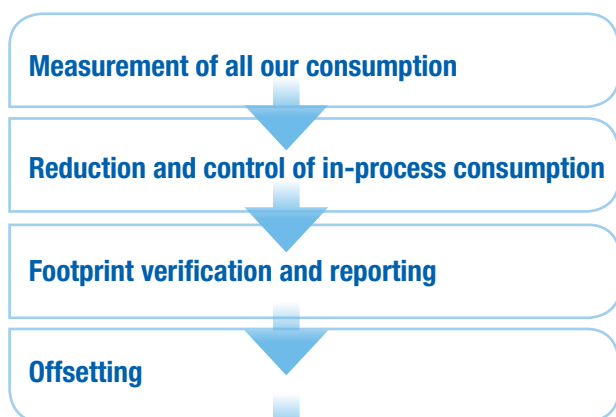 Measurement of all our consumption
Reduction and control of in-process consumption
Footprint verification and reporting
Offsetting